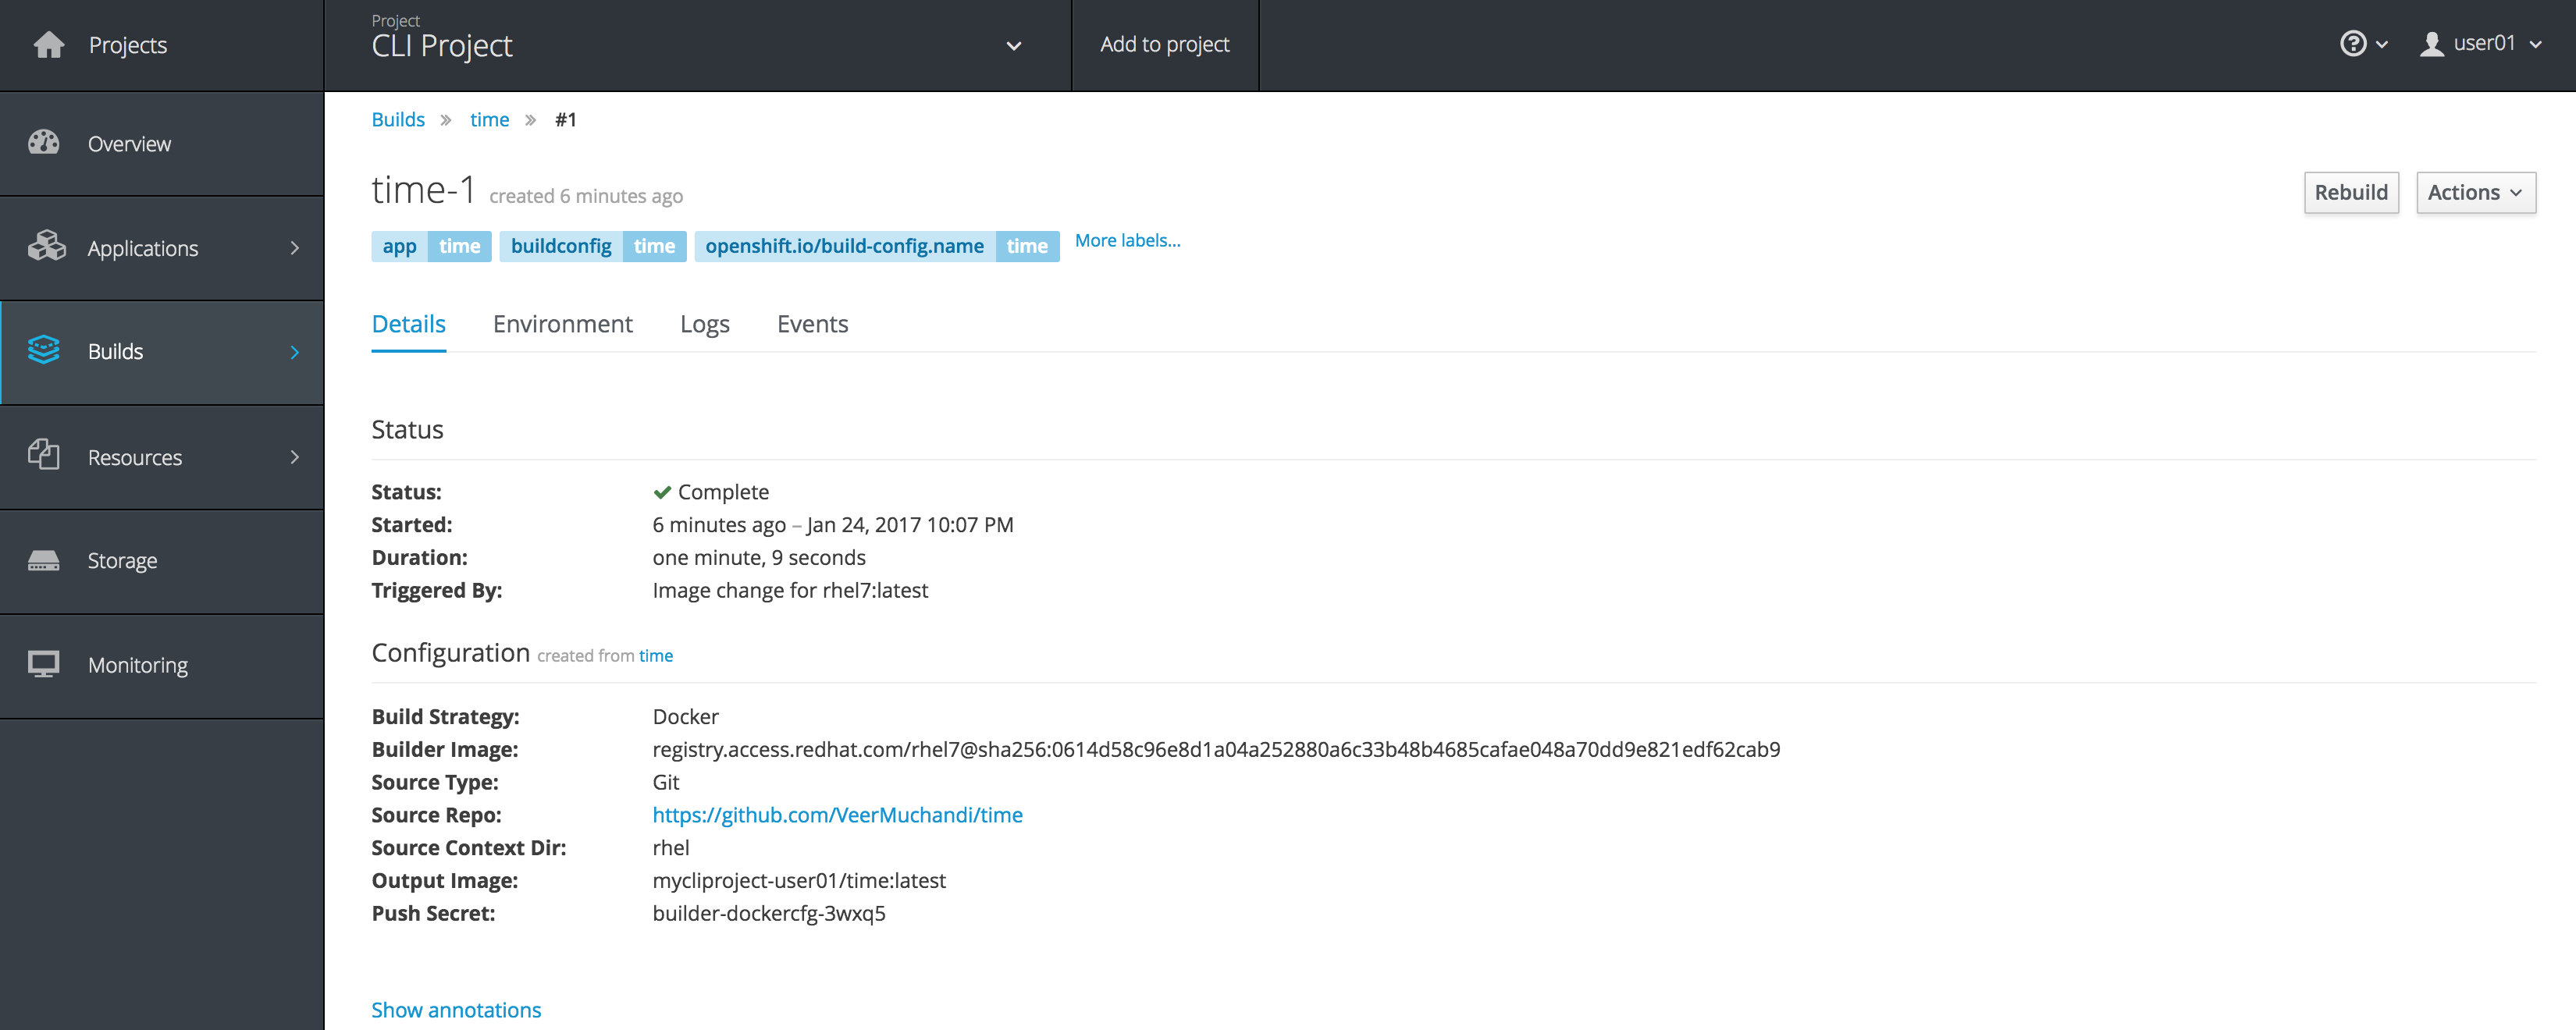 Projects
Project
CLI Project
Add to project
user01
Overview
Applications
Builds
Resources
Storage
Monitoring
Builds » time » #1
time-1 created 6 minutes ago
Rebuild
Actions
app time buildconfig time openshift.io/build-config.name time More labels...
Details Environment Logs Events
Status
Status: Complete
Started: 6 minutes ago – Jan 24, 2017 10:07 PM
Duration: one minute, 9 seconds
Triggered By: Image change for rhel7:latest
Configuration created from time
Build Strategy: Docker
Builder Image: registry.access.redhat.com/rhel7@sha256:0614d58c96e8d1a04a252880a6c33b48b4685cafae048a70dd9e821edf62cab9
Source Type: Git
Source Repo: https://github.com/VeerMuchandi/time
Source Context Dir: rhel
Output Image: mycliproject-user01/time:latest
Push Secret: builder-dockercfg-3wxq5
Show annotations